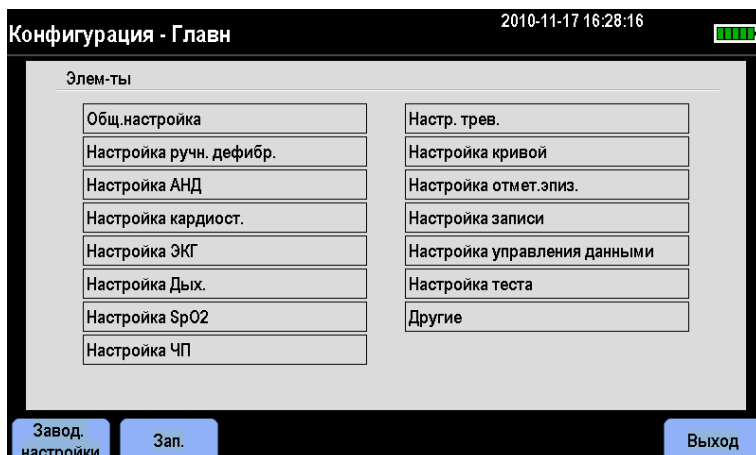 Конфигурация - Главн
2010-11-17 16:28:16
Элем-ты
Общ.настройка
Настройка ручн. дефибр.
Настройка АНД
Настройка кардиост.
Настройка ЭКГ
Настройка Дых.
Настройка SpO2
Настройка ЧП
Настр. трев.
Настройка кривой
Настройка отмет.эпиз.
Настройка записи
Настройка управления данными
Настройка теста
Другие
Завод.
настройки
Зап.
Выход